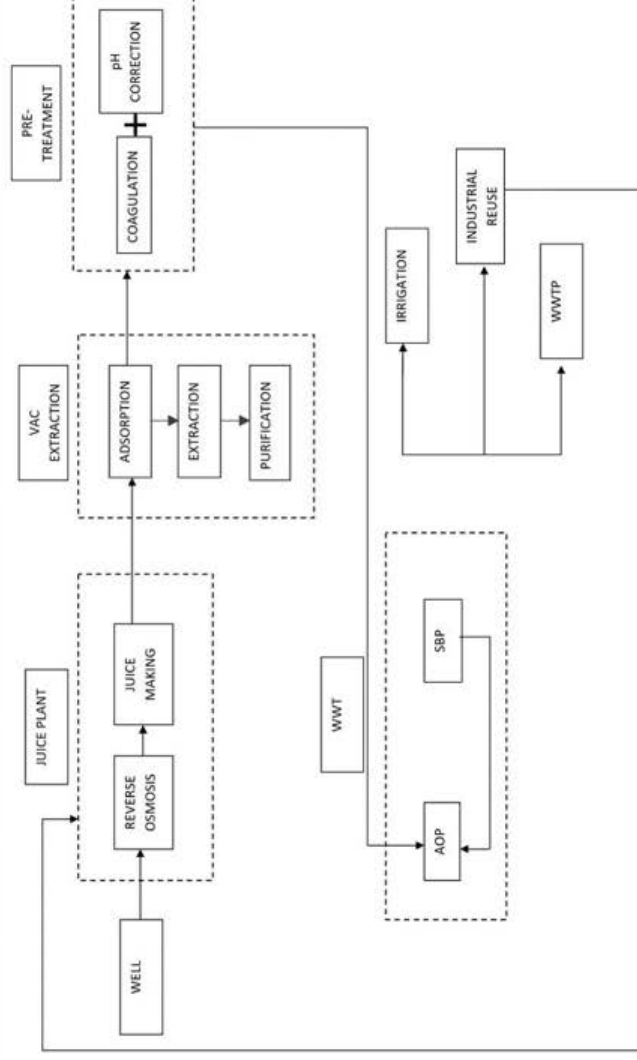 JUICE PLANT
VAC
EXTRACTION
PRE-
TREATMENT
WELL
REVERSE
OSMOSIS
JUICE
MAKING
ADSORPTION
EXTRACTION
PURIFICATION
COAGULATION
+
pH
CORRECTION
WWT
AOP
SBP
IRRIGATION
INDUSTRIAL
REUSE
WWTP